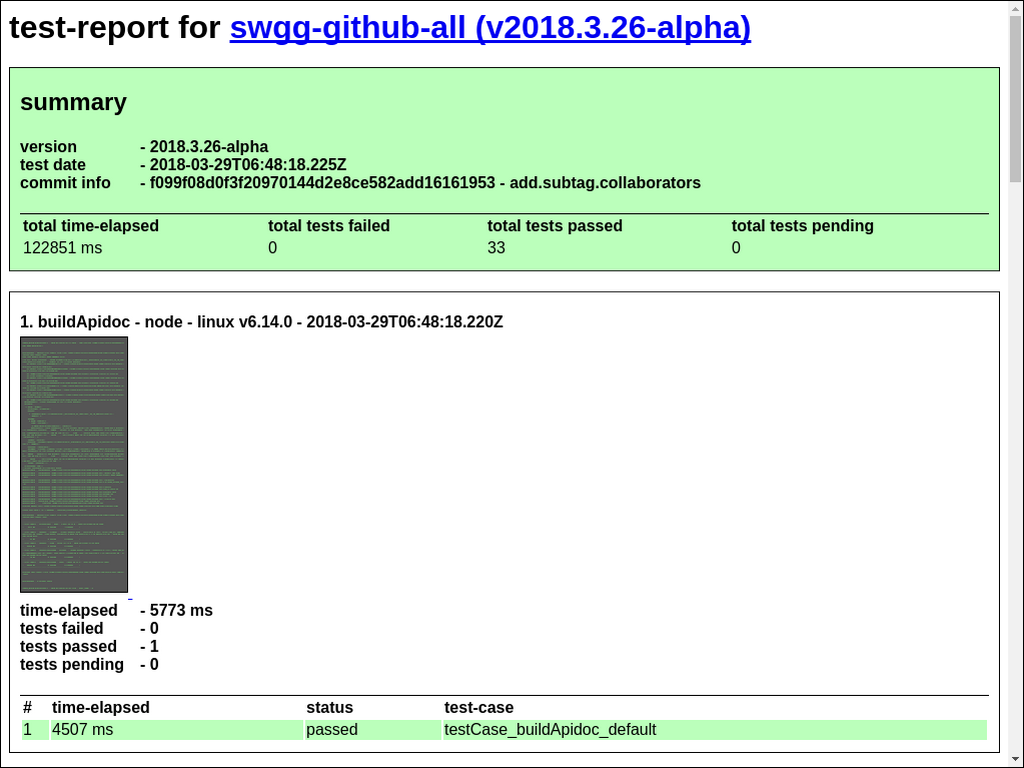 test-report for swgg-github-all (v2018.3.26-alpha)
summary
version - 2018.3.26-alpha
test date - 2018-03-29T06:48:18.225Z
commit info - f099f08d0f3f20970144d2e8ce582add16161953 - add.subtag.collaborators
total time-elapsed total tests failed total tests passed total tests pending
122851 ms 0 33 0
1. buildApidoc - node - linux v6.14.0 - 2018-03-29T06:48:18.220Z
time-elapsed - 5773 ms
tests failed - 0
tests passed - 1
tests pending - 0
# time-elapsed status test-case
1 4507 ms passed testCase_buildApidoc_default